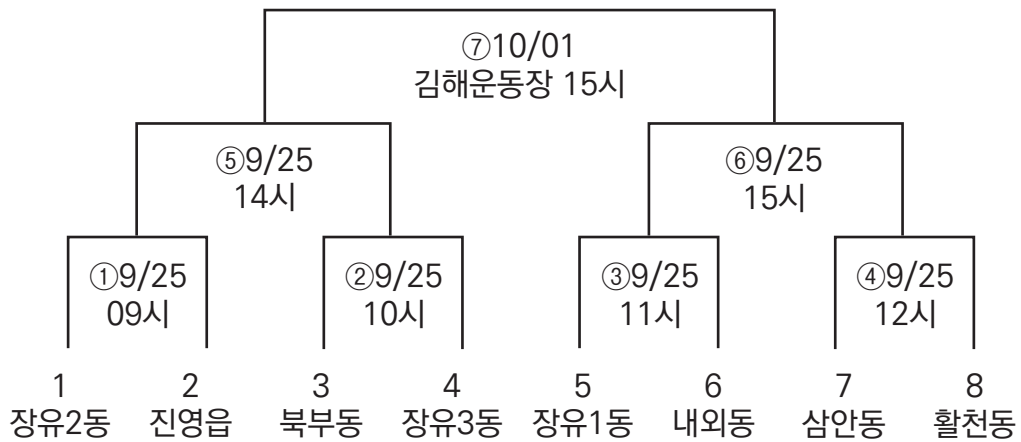 ⑦10/01
김해운동장 15시
⑤9/25
14시
⑥9/25
15시
①9/25
09시
②9/25
10시
③9/25
11시
④9/25
12시
1 2 3 4 5 6 7 8
장유2동 진영읍 북부동 장유3동 장유1동 내외동 삼안동 활천동